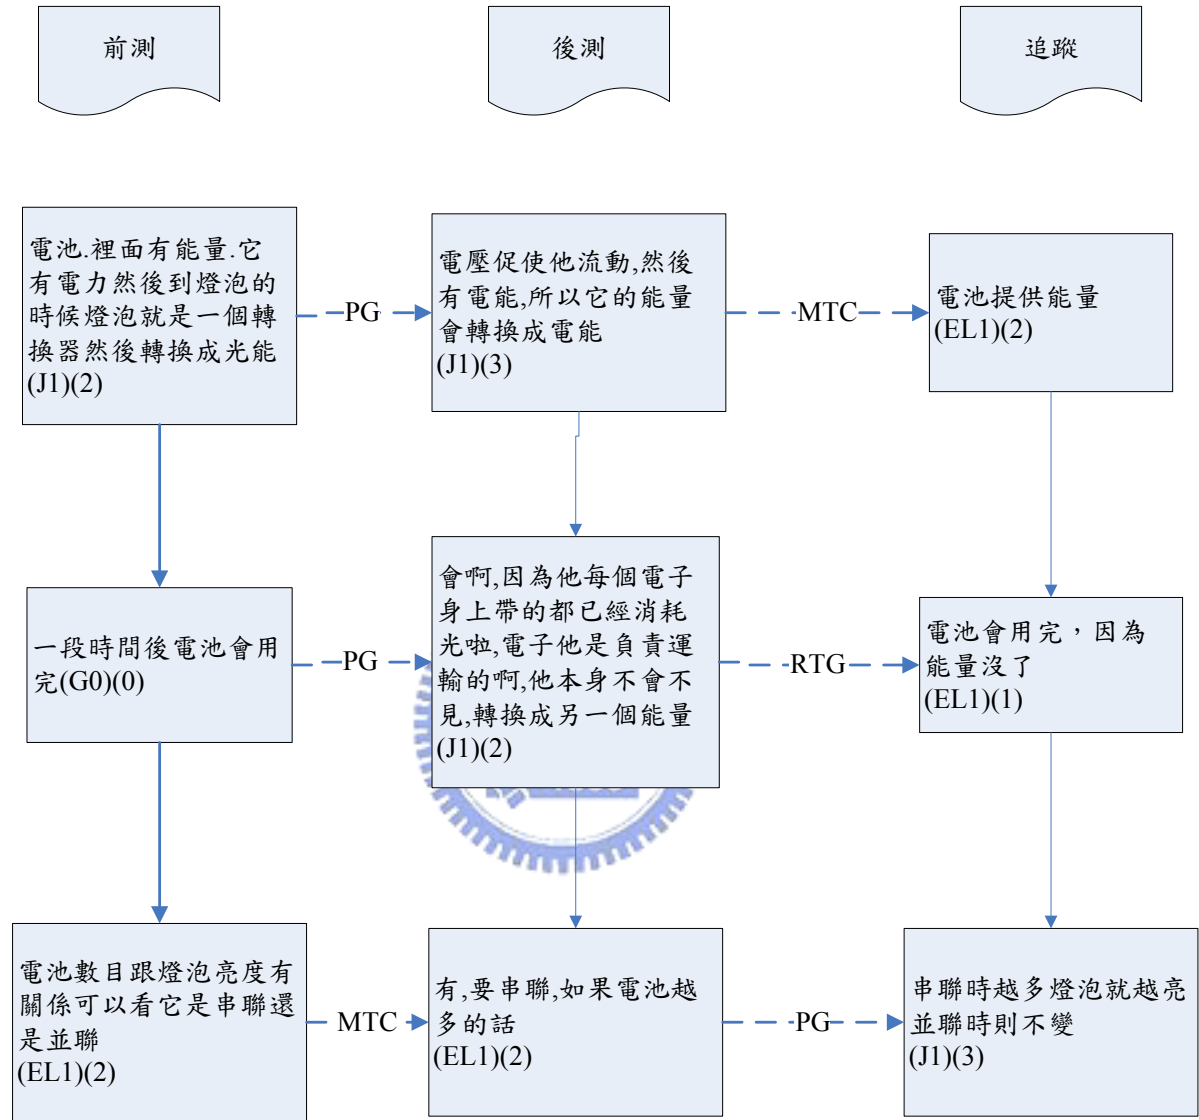 前測
後測
追蹤
電池.裡面有能量.它
有電力然後到燈泡的
時候燈泡就是一個轉
換器然後轉換成光能
(J1)(2)
PG
電壓促使他流動,然後
有電能,所以它的能量
會轉換成電能
(J1)(3)
MTC
電池提供能量
(EL1)(2)
一段時間後電池會用
完(G0)(0)
PG
會啊,因為他每個電子
身上帶的都已經消耗
光啦,電子他是負責運
輸的啊,他本身不會不
見,轉換成另一個能量
(J1)(2)
RTG
電池會用完，因為
能量沒了
(EL1)(1)
電池數目跟燈泡亮度有
關係可以看它是串聯還
是並聯
(EL1)(2)
MTC
有,要串聯,如果電池越
多的話
(EL1)(2)
PG
串聯時越多燈泡就越亮
並聯時則不變
(J1)(3)